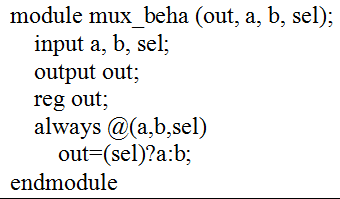 module mux_beha (out, a, b, sel);
input a, b, sel;
output out;
reg out;
always @(a,b,sel)
out=(sel)?a:b;
endmodule